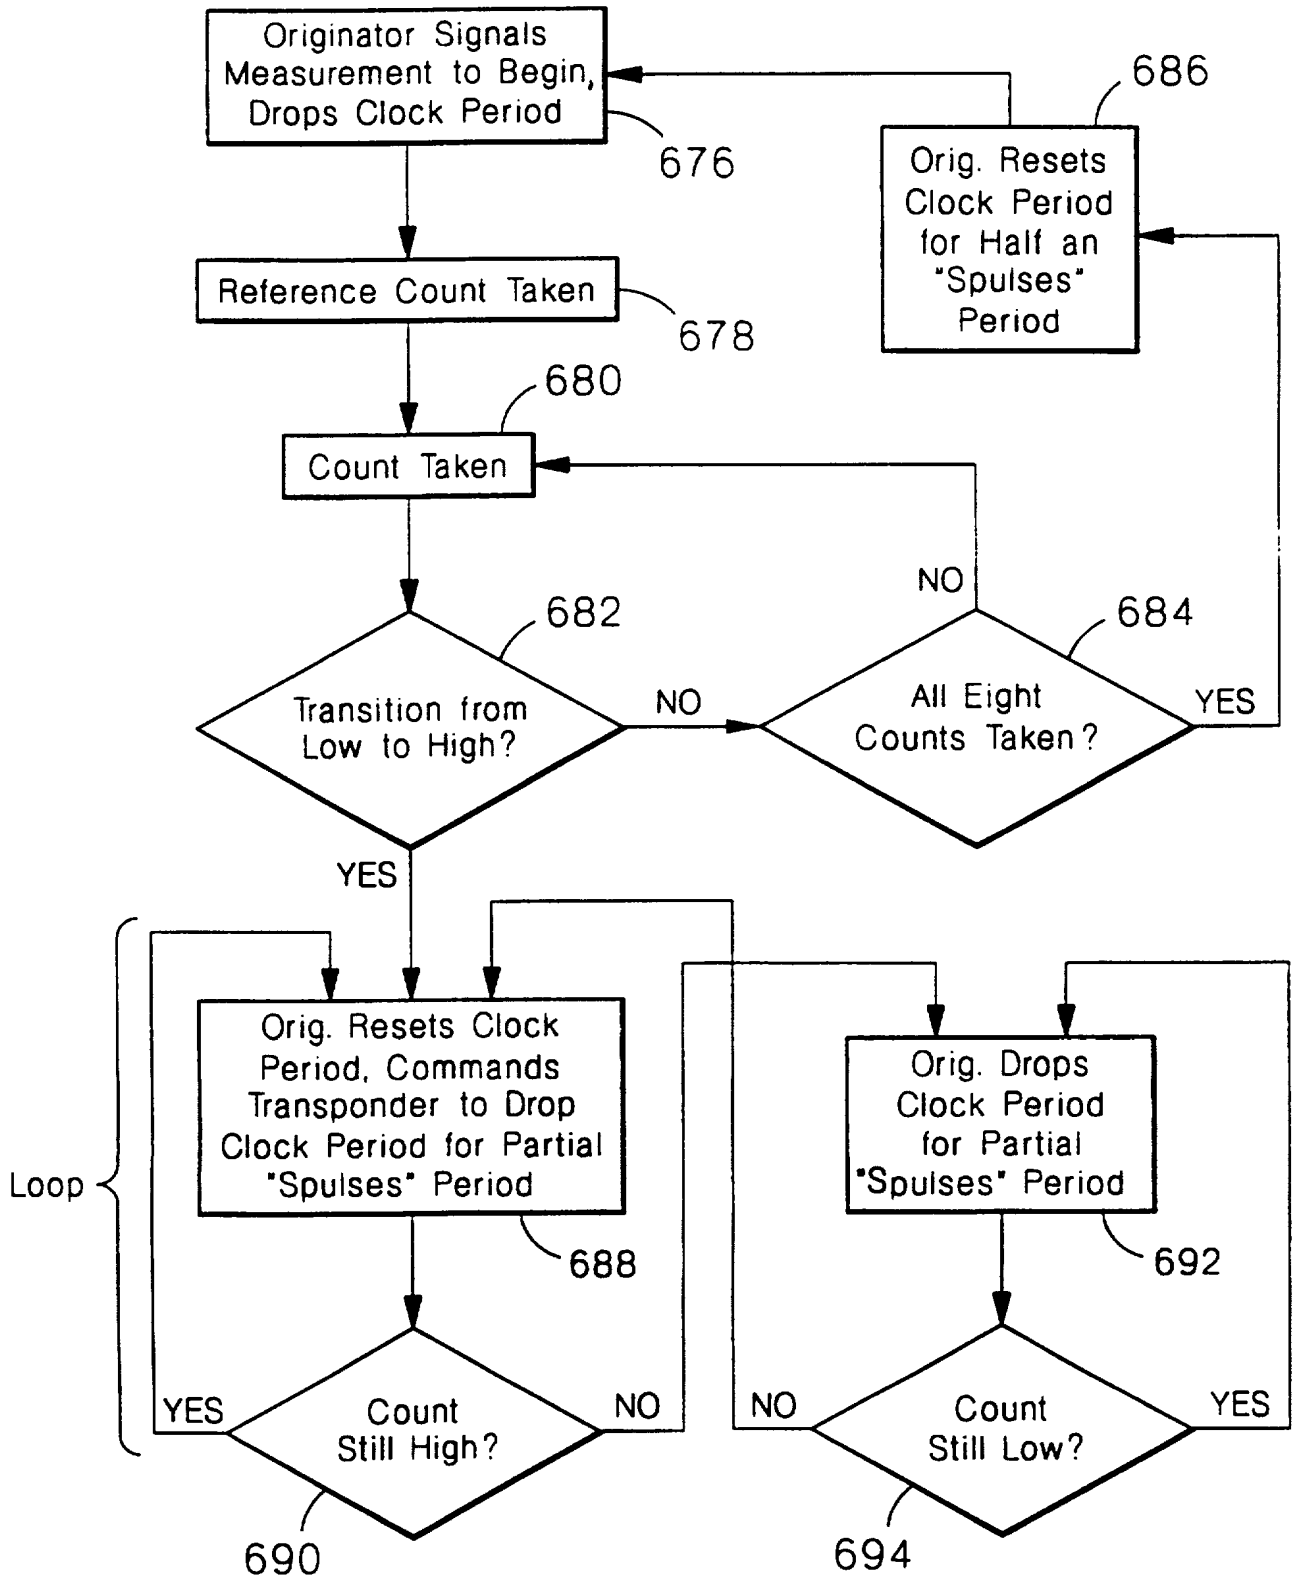 Originator Signals
Measurement to Begin,
Drops Clock Period
676
686
Orig. Resets
Clock Period
for Half an
"Spulses"
Period
Reference Count Taken
678
680
Count Taken
NO
682
684
Transition from
Low to High?
NO
All Eight
Counts Taken?
YES
YES
Loop
Orig. Resets Clock
Period, Commands
Transponder to Drop
Clock Period for Partial
"Spulses" Period
688
Orig. Drops
Clock Period
for Partial
"Spulses" Period
692
YES
Count
Still High?
NO
690
NO
Count
Still Low?
YES
694